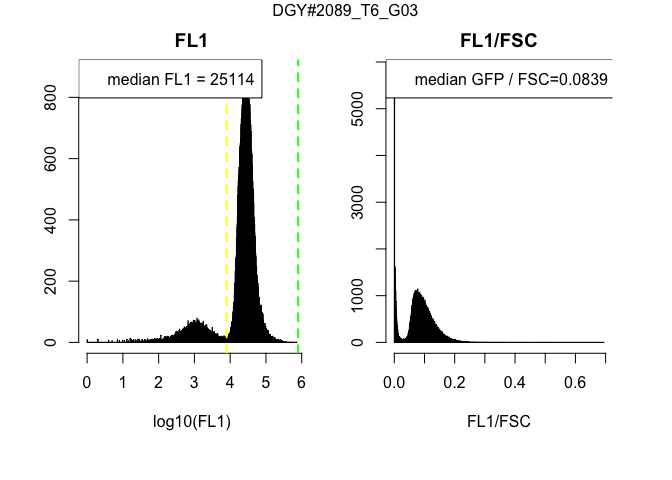 DGY#2089_T6_G03
FL1
median FL1 = 25114
800
600
400
200
0
0 1 2 3 4 5 6
log10(FL1)
FL1/FSC
median GFP / FSC=0.0839
5000
3000
1000
0
0.0 0.2 0.4 0.6
FL1/FSC